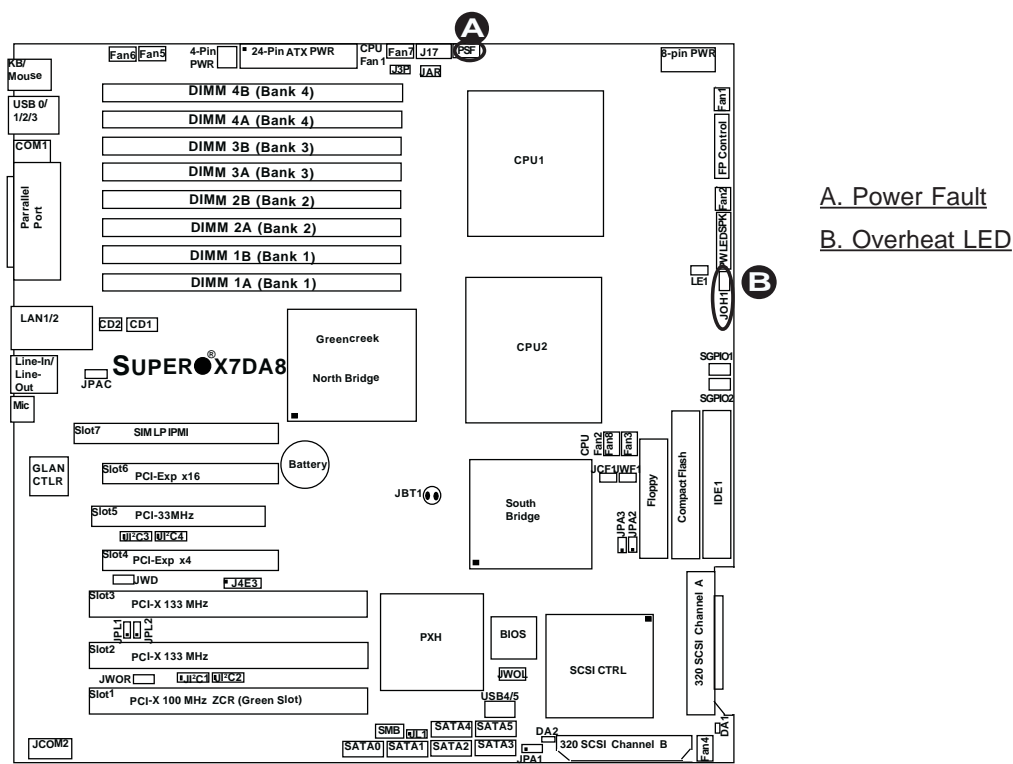 A
B
Fan6 Fan5
4-Pin
PWR
24-Pin ATX PWR
CPU
Fan1
Fan7
J17
PSF
8-pin PWR
J3P
JAR
KB/
Mouse
USB 0/
1/2/3
COM1
Parrallel
Port
DIMM 4B (Bank 4)
DIMM 4A (Bank 4)
DIMM 3B (Bank 3)
DIMM 3A (Bank 3)
DIMM 2B (Bank 2)
DIMM 2A (Bank 2)
DIMM 1B (Bank 1)
DIMM 1A (Bank 1)
CPU1
Fan1
FP Control
Fan2
PWLEDSPK
LE1
JOH1
A. Power Fault
B. Overheat LED
LAN1/2
CD2 CD1
Line-In/
Line-
Out
JPAC
Mic
SUPER®X7DA8
Greencreek
North Bridge
CPU2
SGPIO1
SGPIO2
Slot7
SIMLP IPMI
GLAN
CTLR
Slot6
PCI-Exp x16
Battery
Slot5
PCI-33MHz
JI²C3 JI²C4
Slot4
PCI-Exp x4
JWD
J4E3
JBT1
South
Bridge
CPU
Fan2
Fan8
Fan3
JCF1
JWF1
Floppy
Compact Flash
IDE1
JPA3
JPA2
Slot3
PCI-X 133 MHz
JPL1
JPL2
Slot2
PCI-X 133 MHz
JWOR
JI²C1 JI²C2
Slot1
PCI-X 100 MHz ZCR (Green Slot)
PXH
BIOS
JWOL
USB4/5
SCSI CTRL
320 SCSI Channel A
DA1
JCOM2
SMB
JL1
SATA4 SATA5
SATA0 SATA1 SATA2 SATA3
DA2
JPA1
320 SCSI Channel B
Fan4